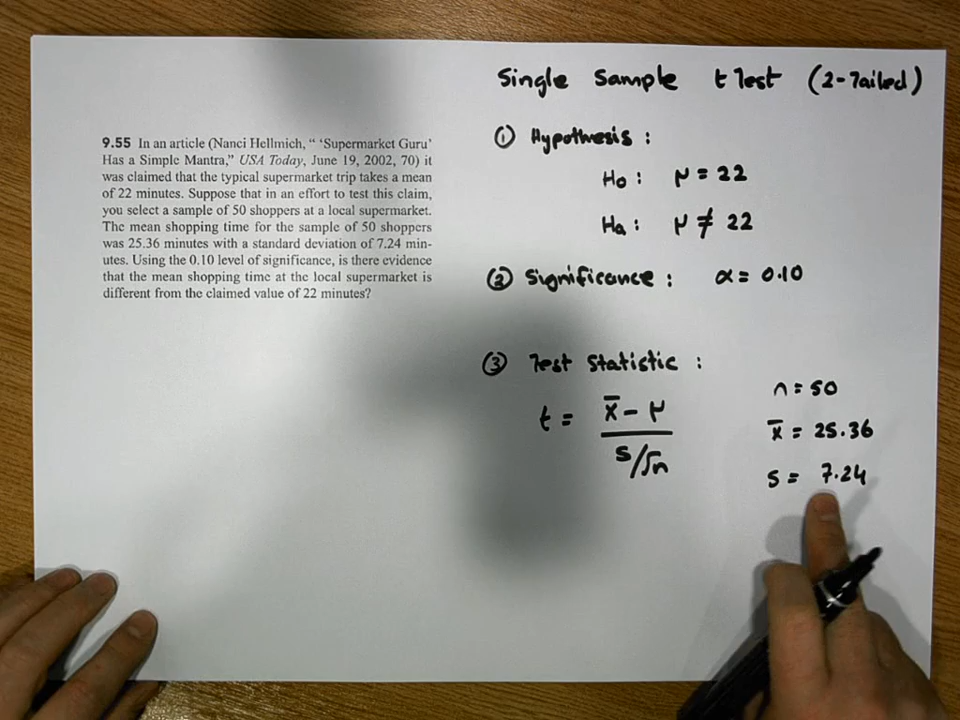 9.55 In an article (Nanci Hellmich, “ ‘Supermarket Guru’
Has a Simple Mantra,” USA Today, June 19, 2002, 70) it
was claimed that the typical supermarket trip takes a mean
of 22 minutes. Suppose that in an effort to test this claim,
you select a sample of 50 shoppers at a local supermarket.
The mean shopping time for the sample of 50 shoppers
was 25.36 minutes with a standard deviation of 7.24 min-
utes. Using the 0.10 level of significance, is there evidence
that the mean shopping time at the local supermarket is
different from the claimed value of 22 minutes?
Single Sample t Test (2-Tailed)
① Hypothesis :
Ho : μ = 22
Ha : μ ≠ 22
② Significance : α = 0.10
③ Test Statistic :
t = x̄ - μ / s/√n
n = 50
x̄ = 25.36
s = 7.24